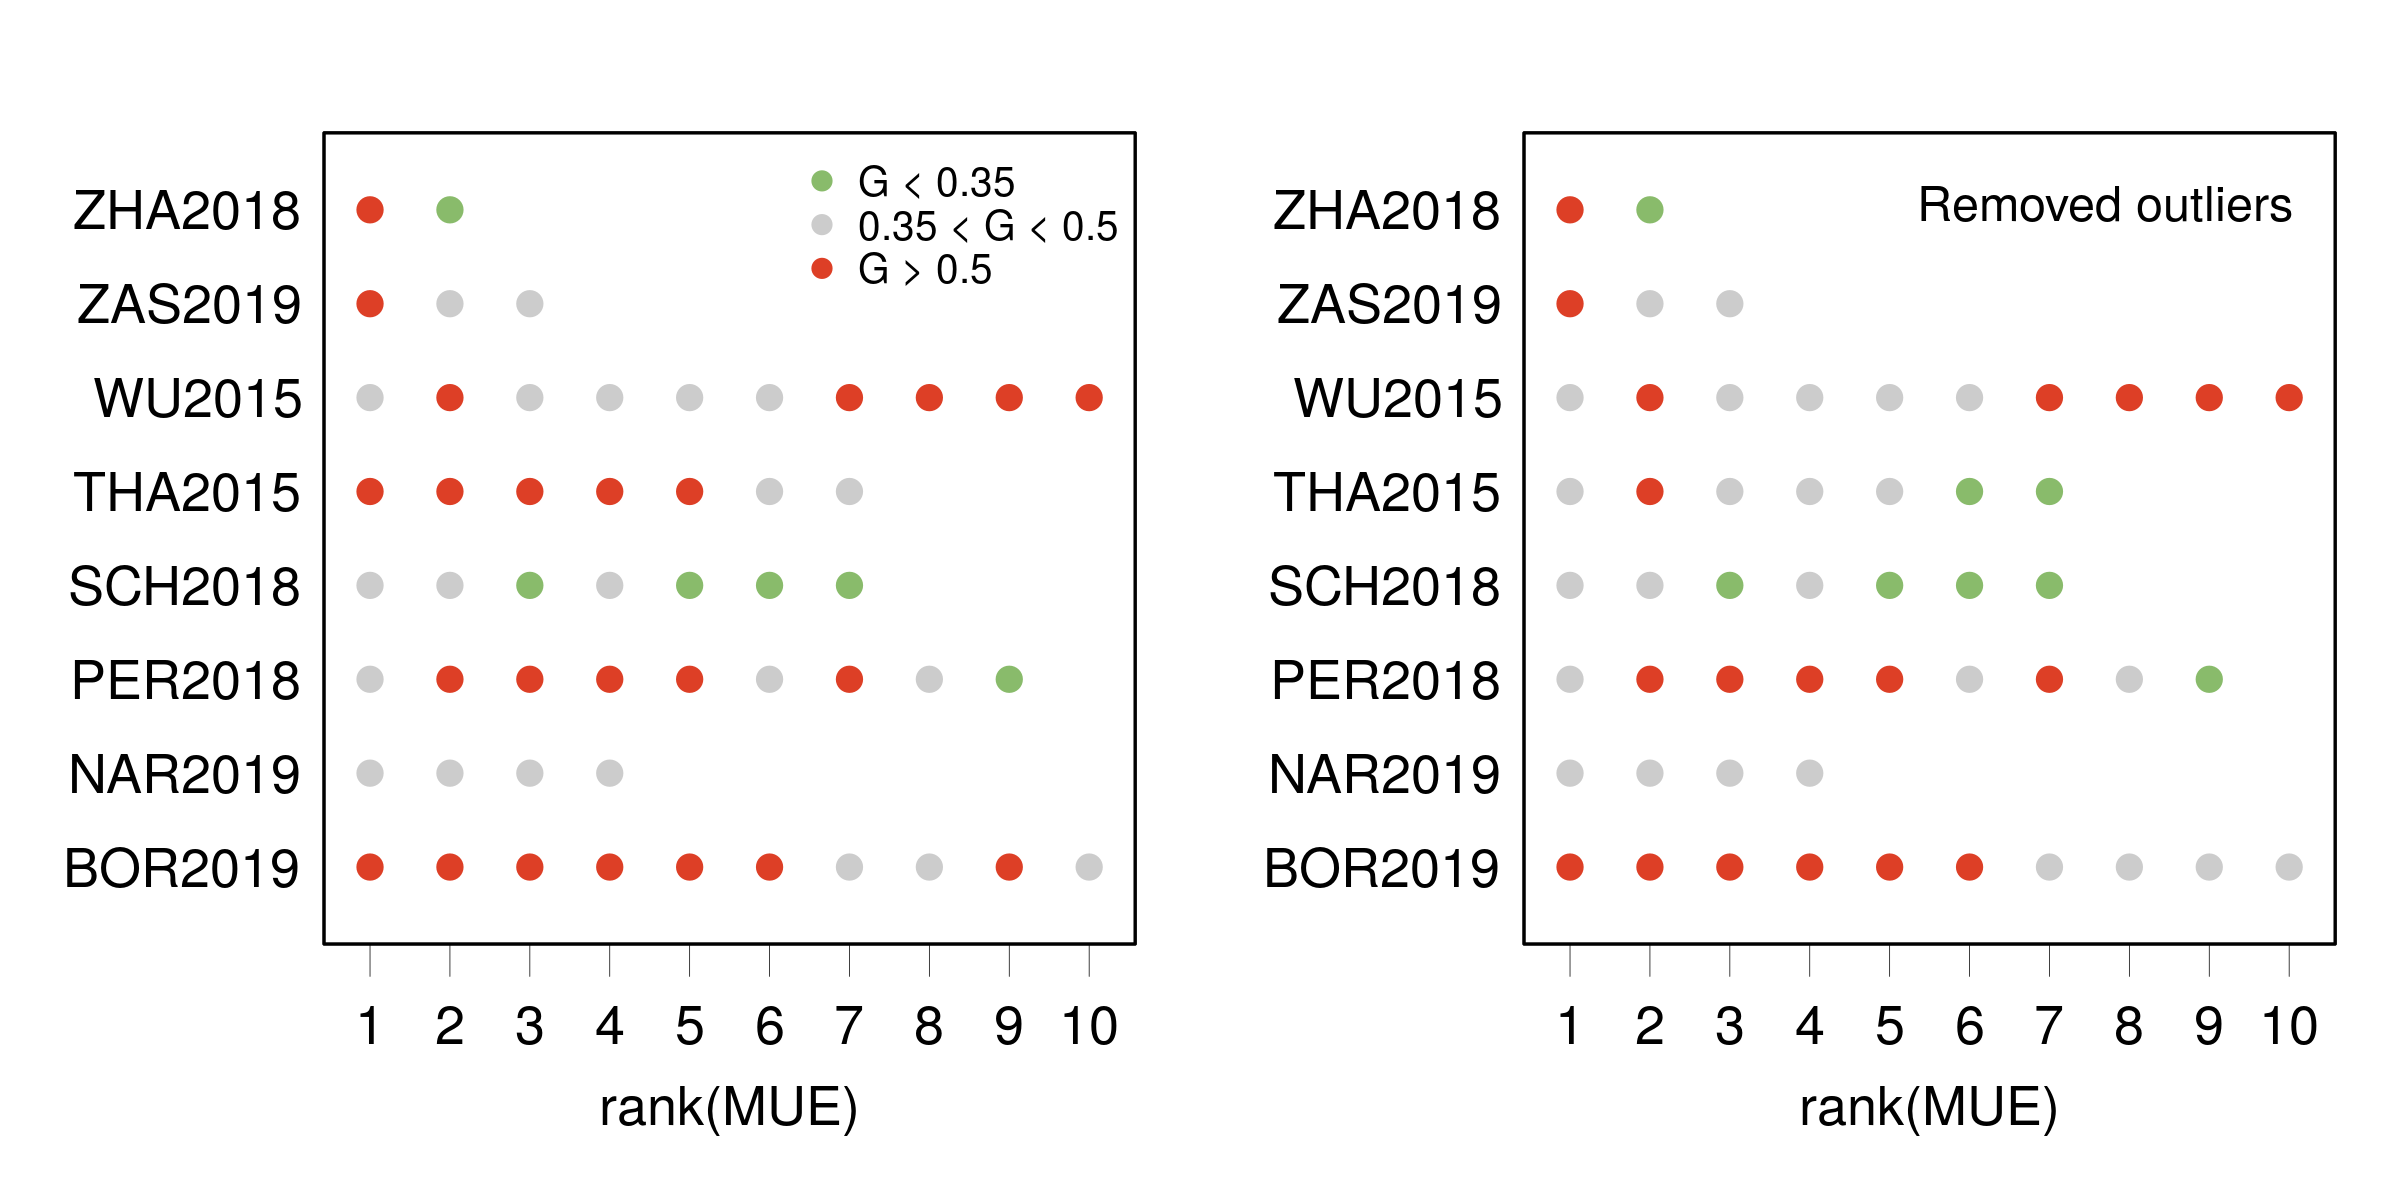 G < 0.35
0.35 < G < 0.5
G > 0.5
ZHA2018
ZAS2019
WU2015
THA2015
SCH2018
PER2018
NAR2019
BOR2019
1 2 3 4 5 6 7 8 9 10
rank(MUE)
Removed outliers
ZHA2018
ZAS2019
WU2015
THA2015
SCH2018
PER2018
NAR2019
BOR2019
1 2 3 4 5 6 7 8 9 10
rank(MUE)